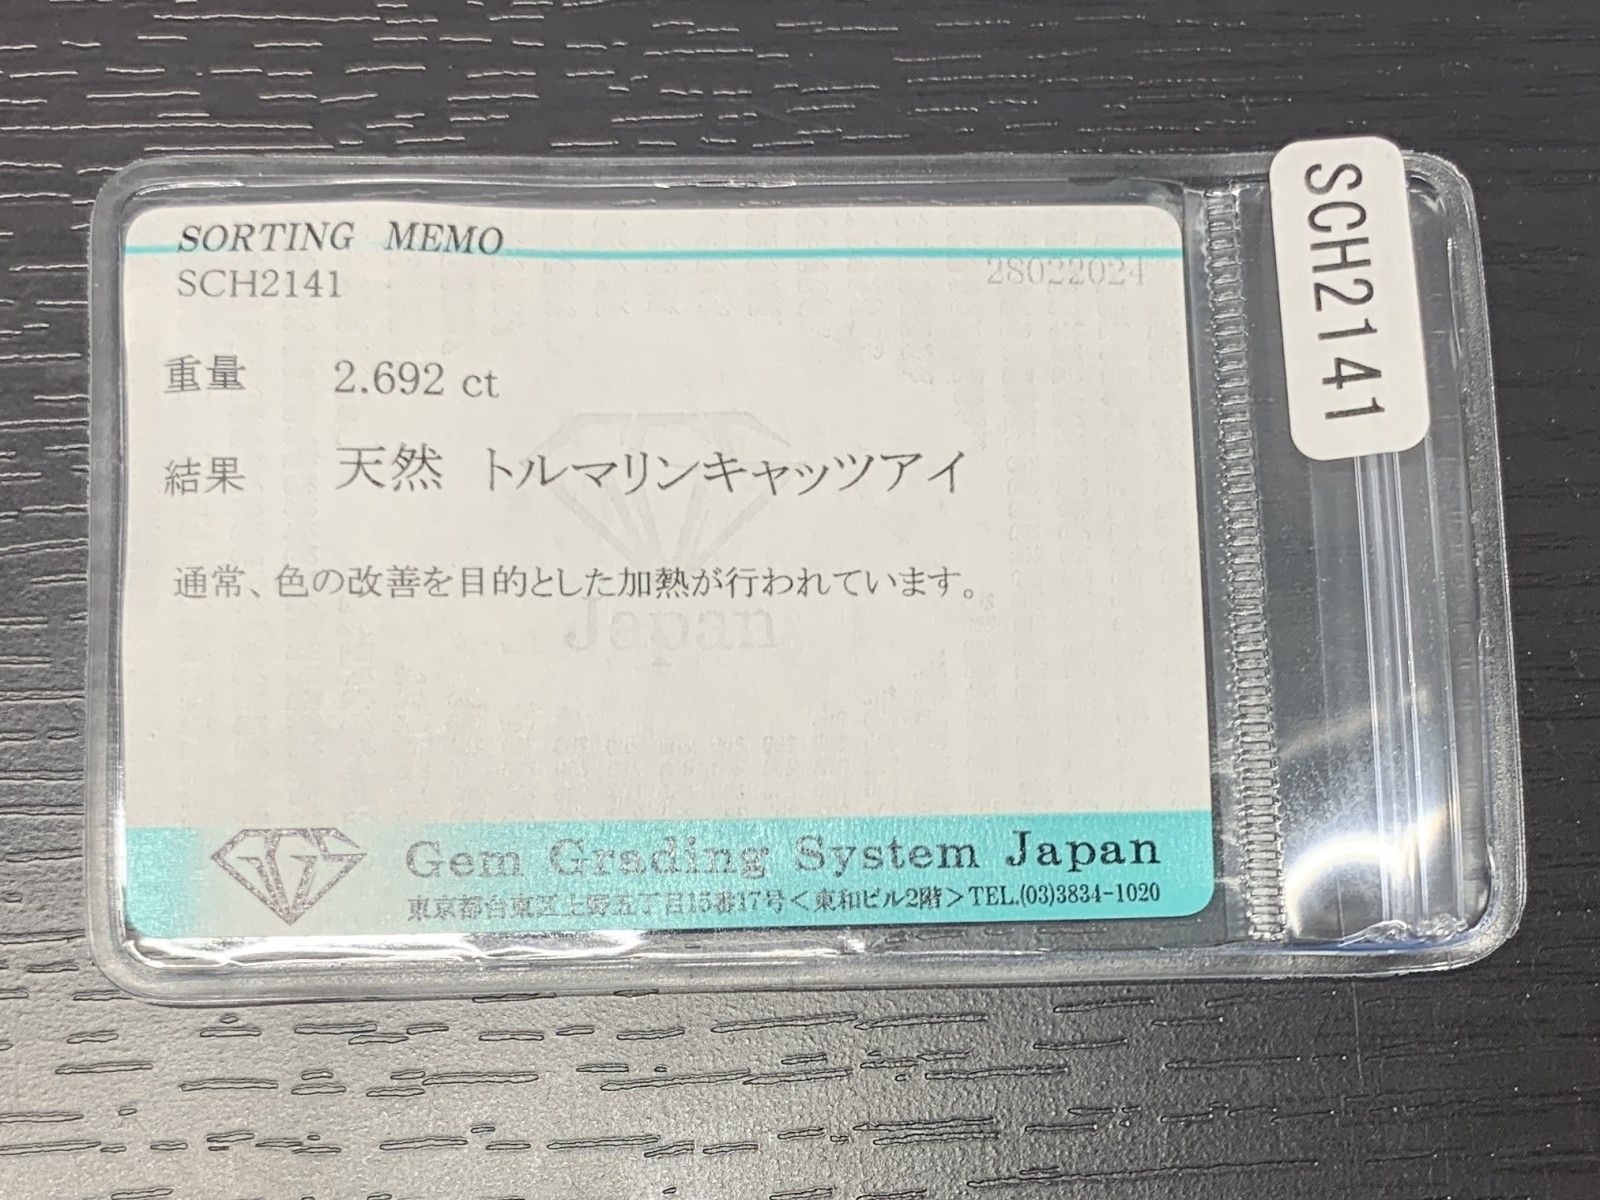 SORTING MEMO
SCH2141
28022024
重量 2.692 ct
結果 天然 トルマリンキャッツアイ
通常、色の改善を目的とした加熱が行われています。
Japan
Gem Grading System Japan
東京都台東区上野五丁目15番17号<東和ビル2階>TEL.(03)3834-1020
SCH2141